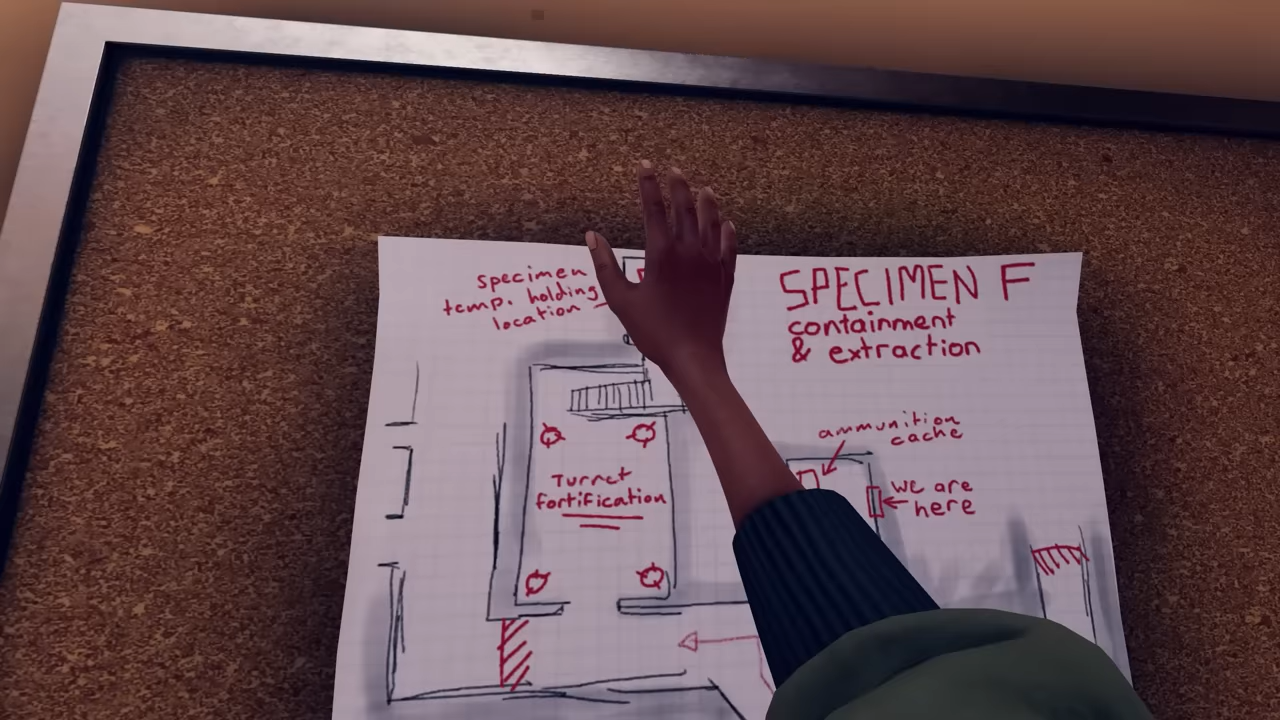 specimen
temp. holding
location
SPECIMEN F
containment
& extraction
ammunition
cache
we are
here
Turret
fortification